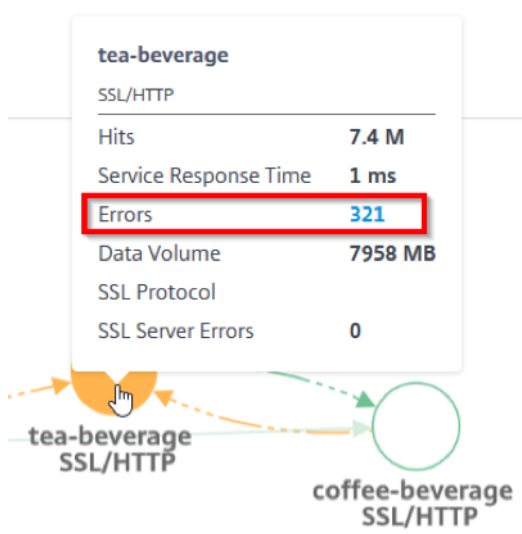 tea-beverage
SSL/HTTP
Hits 7.4 M
Service Response Time 1 ms
Errors 321
Data Volume 7958 MB
SSL Protocol
SSL Server Errors 0
tea-beverage
SSL/HTTP
coffee-beverage
SSL/HTTP